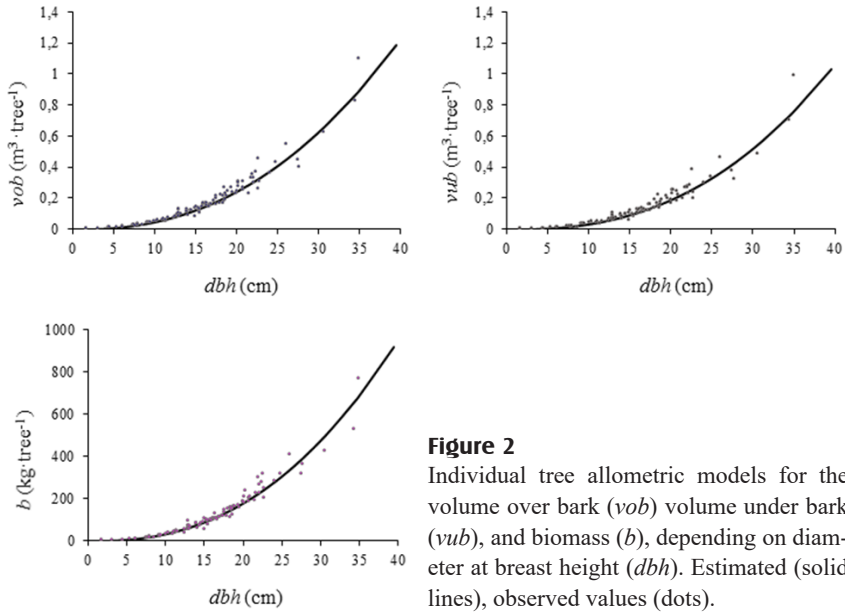 1,2
1
0,8
0,6
0,4
0,2
0
vob (m³·tree⁻¹)
0 5 10 15 20 25 30 35 40
dbh (cm)
1,2
1
0,8
0,6
0,4
0,2
0
vub (m³·tree⁻¹)
0 5 10 15 20 25 30 35 40
dbh (cm)
1000
800
600
400
200
0
b (kg·tree⁻¹)
0 5 10 15 20 25 30 35 40
dbh (cm)
Figure 2
Individual tree allometric models for the
volume over bark (vob) volume under bark
(vub), and biomass (b), depending on diam-
eter at breast height (dbh). Estimated (solid
lines), observed values (dots).